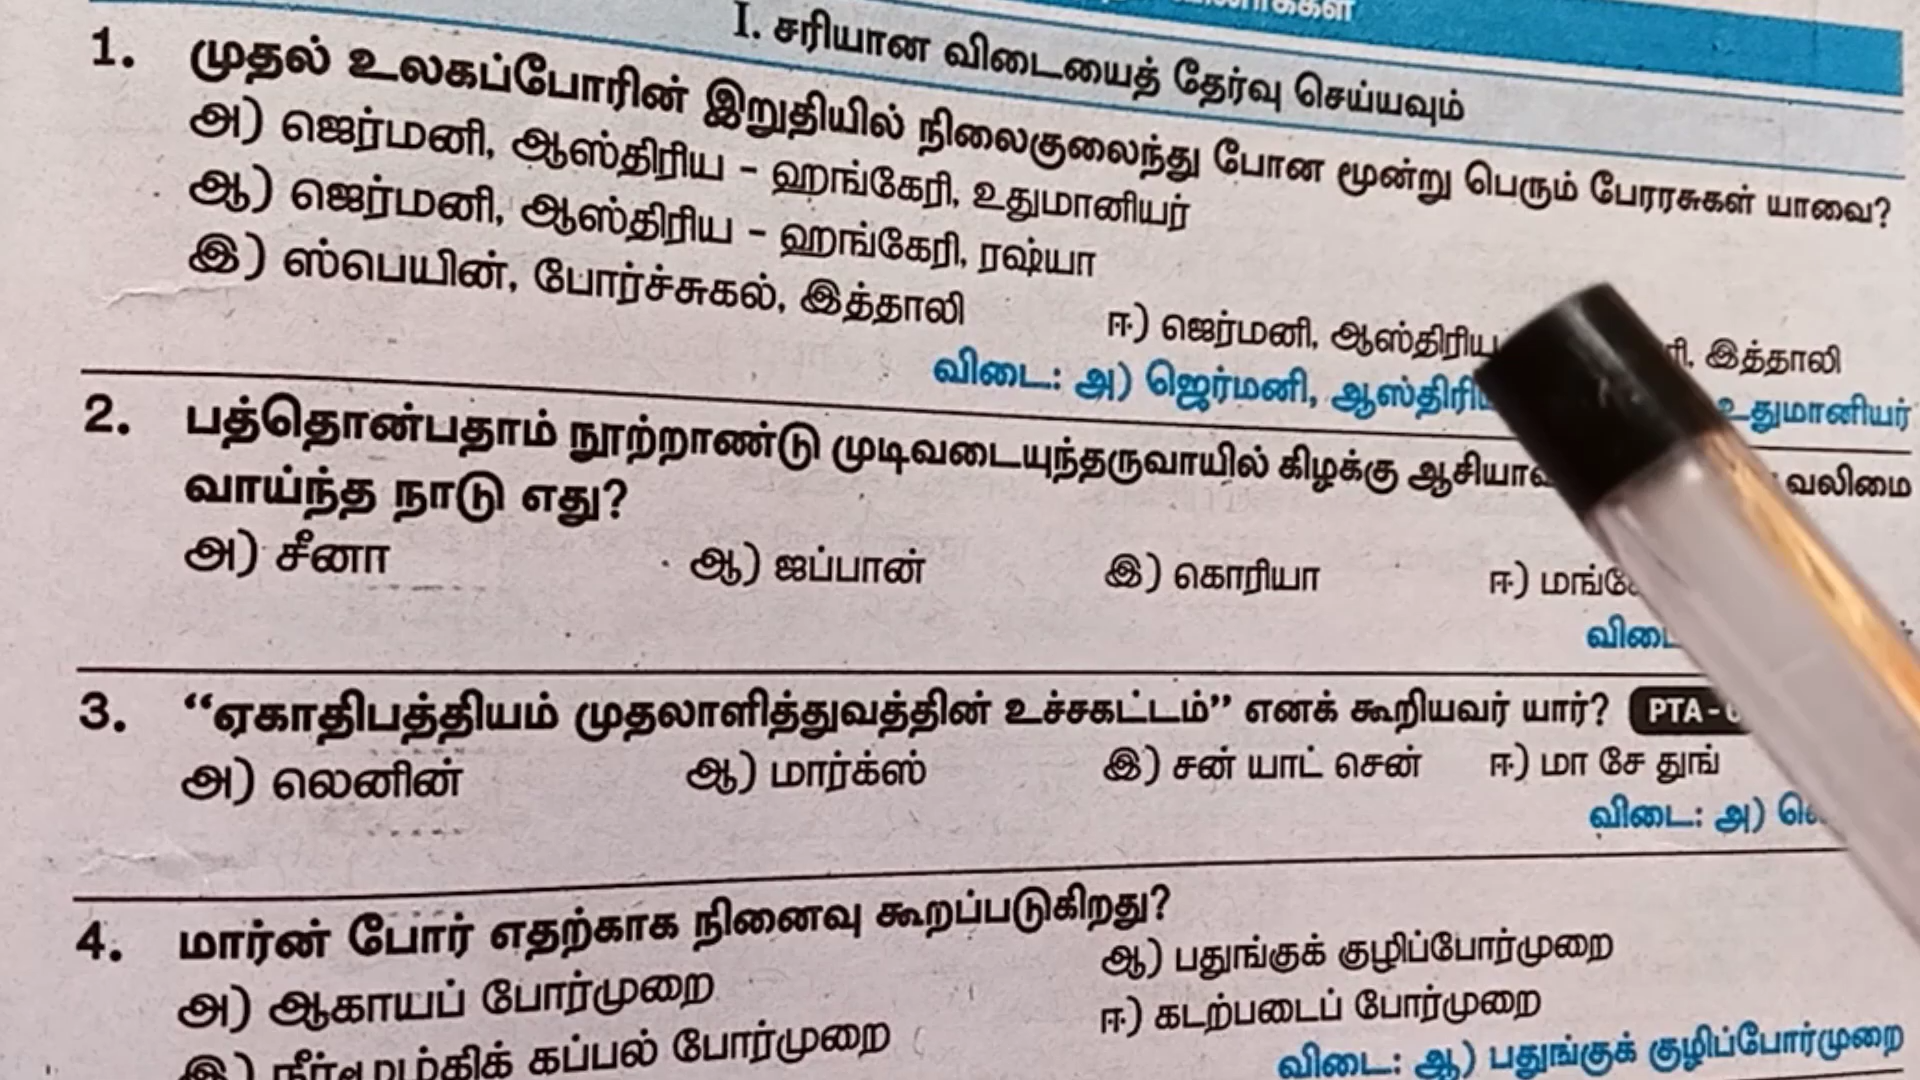 I. சரியான விடையைத் தேர்வு செய்யவும்
1. முதல் உலகப்போரின் இறுதியில் நிலைகுலைந்து போன மூன்று பெரும் பேரரசுகள் யாவை?
அ) ஜெர்மனி, ஆஸ்திரிய – ஹங்கேரி, உதுமானியர்
ஆ) ஜெர்மனி, ஆஸ்திரிய – ஹங்கேரி, ரஷ்யா
இ) ஸ்பெயின், போர்ச்சுகல், இத்தாலி ஈ) ஜெர்மனி, ஆஸ்திரிய இத்தாலி
விடை: அ) ஜெர்மனி, உதுமானியர்
2. பத்தொன்பதாம் நூற்றாண்டு முடிவடையுந்தருவாயில் கிழக்கு வலிமை
வாய்ந்த நாடு எது?
அ) சீனா ஆ) ஜப்பான் இ) கொரியா ஈ)
3. “ஏகாதிபத்தியம் முதலாளித்துவத்தின் உச்சகட்டம்” எனக் கூறியவர் யார்?
அ) லெனின் ஆ) மார்க்ஸ் இ) சன் யாட் சென் ஈ) மா சே துங்
விடை: அ)
4. மார்ன் போர் எதற்காக நினைவு கூறப்படுகிறது?
அ) ஆகாயப் போர்முறை ஆ) பதுங்குக் குழிப்போர்முறை
இ) நீர்மூழ்கிக் கப்பல் போர்முறை ஈ) கடற்படைப் போர்முறை
விடை: ஆ) பதுங்குக் குழிப்போர்முறை